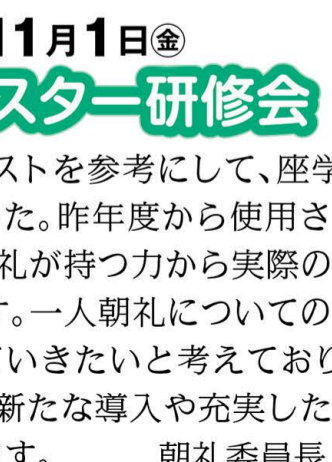 11月1日㊎
スター研修会
ストを参考にして、座学
た。昨年度から使用さ
礼が持つ力から実際の
す。一人朝礼についての
ていきたいと考えており
新たな導入や充実した
ます。 朝礼委員長